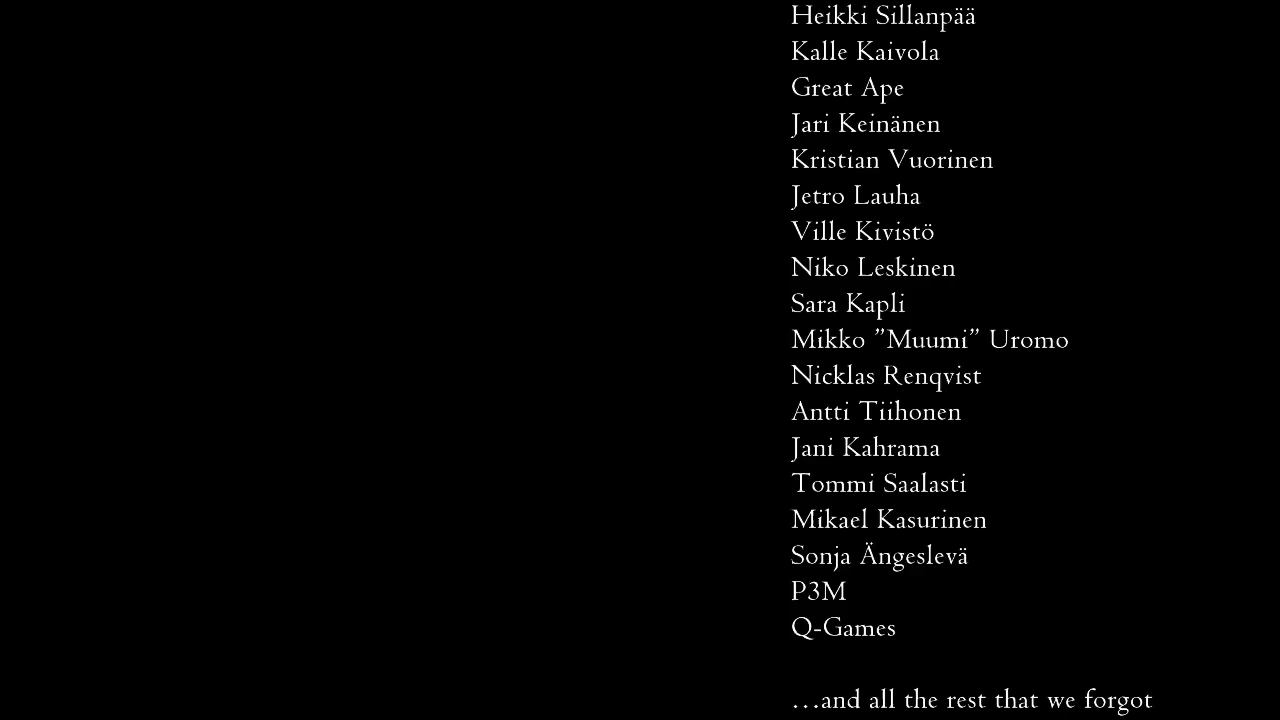 Heikki Sillanpää
Kalle Kaivola
Great Ape
Jari Keinänen
Kristian Vuorinen
Jetro Lauha
Ville Kivistö
Niko Leskinen
Sara Kapli
Mikko ”Muumi” Uromo
Nicklas Renqvist
Antti Tiihonen
Jani Kahrama
Tommi Saalasti
Mikael Kasurinen
Sonja Ängeslevä
P3M
Q-Games
…and all the rest that we forgot